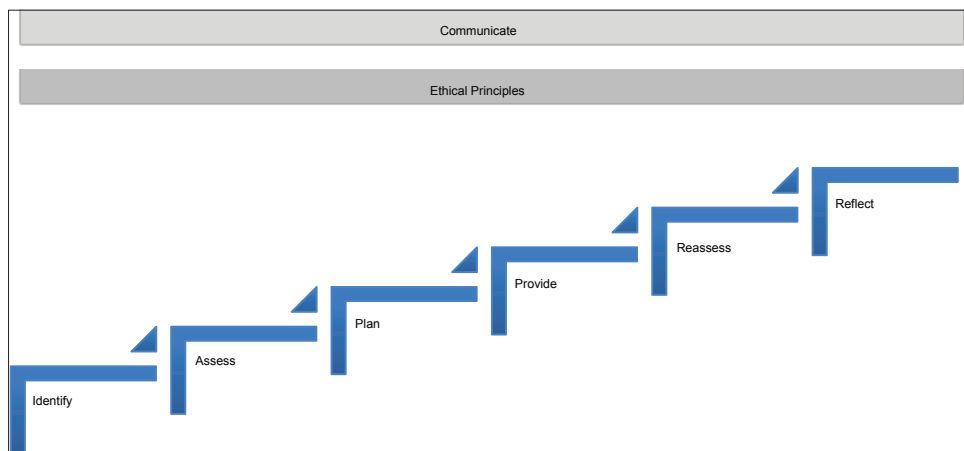 Communicate
Ethical Principles
Identify
Assess
Plan
Provide
Reassess
Reflect